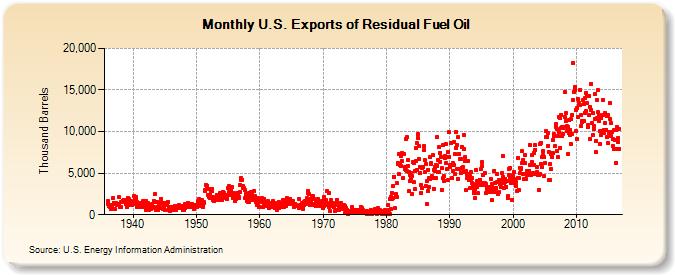 Monthly U.S. Exports of Residual Fuel Oil
Thousand Barrels
20,000
15,000
10,000
5,000
0
1940 1950 1960 1970 1980 1990 2000 2010
Source: U.S. Energy Information Administration